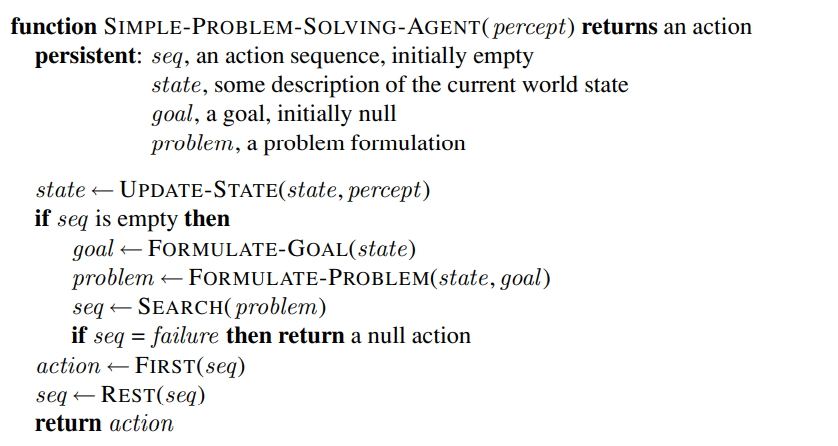 function SIMPLE-PROBLEM-SOLVING-AGENT(percept) returns an action
persistent: seq, an action sequence, initially empty
state, some description of the current world state
goal, a goal, initially null
problem, a problem formulation
state ← UPDATE-STATE(state, percept)
if seq is empty then
goal ← FORMULATE-GOAL(state)
problem ← FORMULATE-PROBLEM(state, goal)
seq ← SEARCH(problem)
if seq = failure then return a null action
action ← FIRST(seq)
seq ← REST(seq)
return action